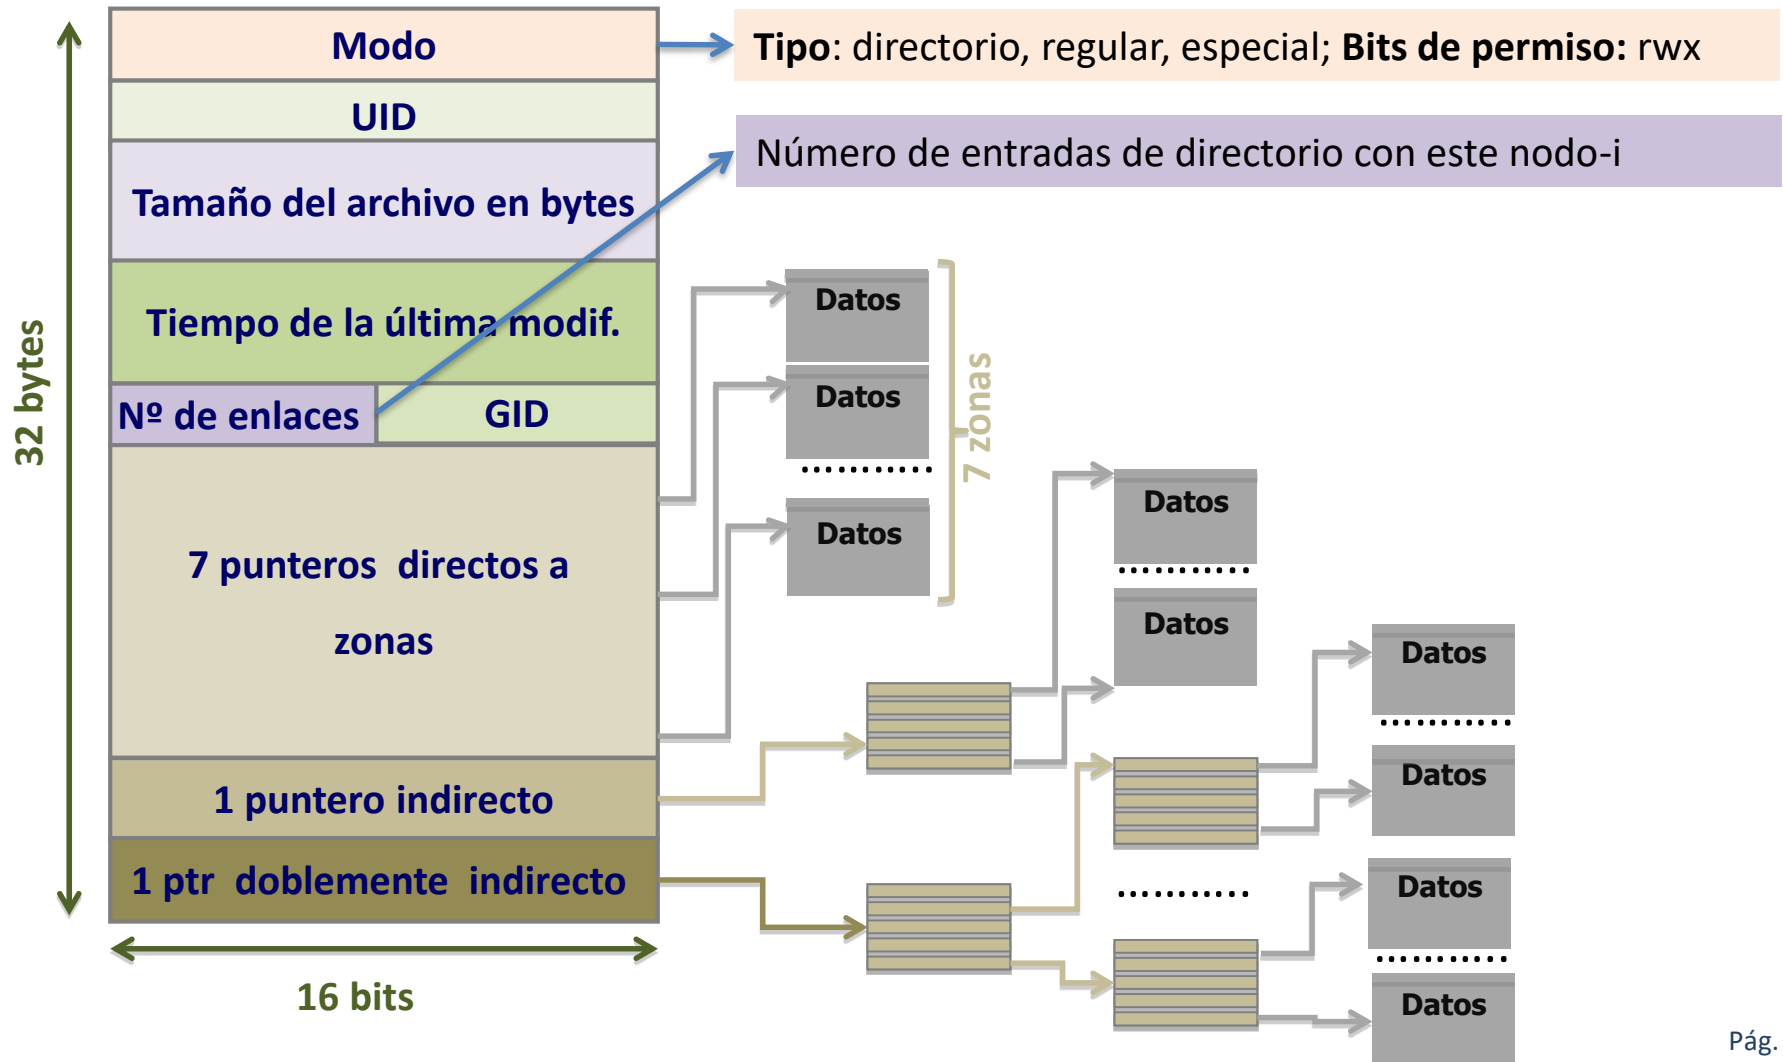 Modo
Tipo: directorio, regular, especial; Bits de permiso: rwx
UID
Número de entradas de directorio con este nodo-i
Tamaño del archivo en bytes
Tiempo de la última modif.
Nº de enlaces
GID
7 punteros directos a
zonas
1 puntero indirecto
1 ptr doblemente indirecto
32 bytes
16 bits
Datos
Datos
Datos
7 zonas
Datos
Datos
Datos
Datos
Datos
Datos
Pág.